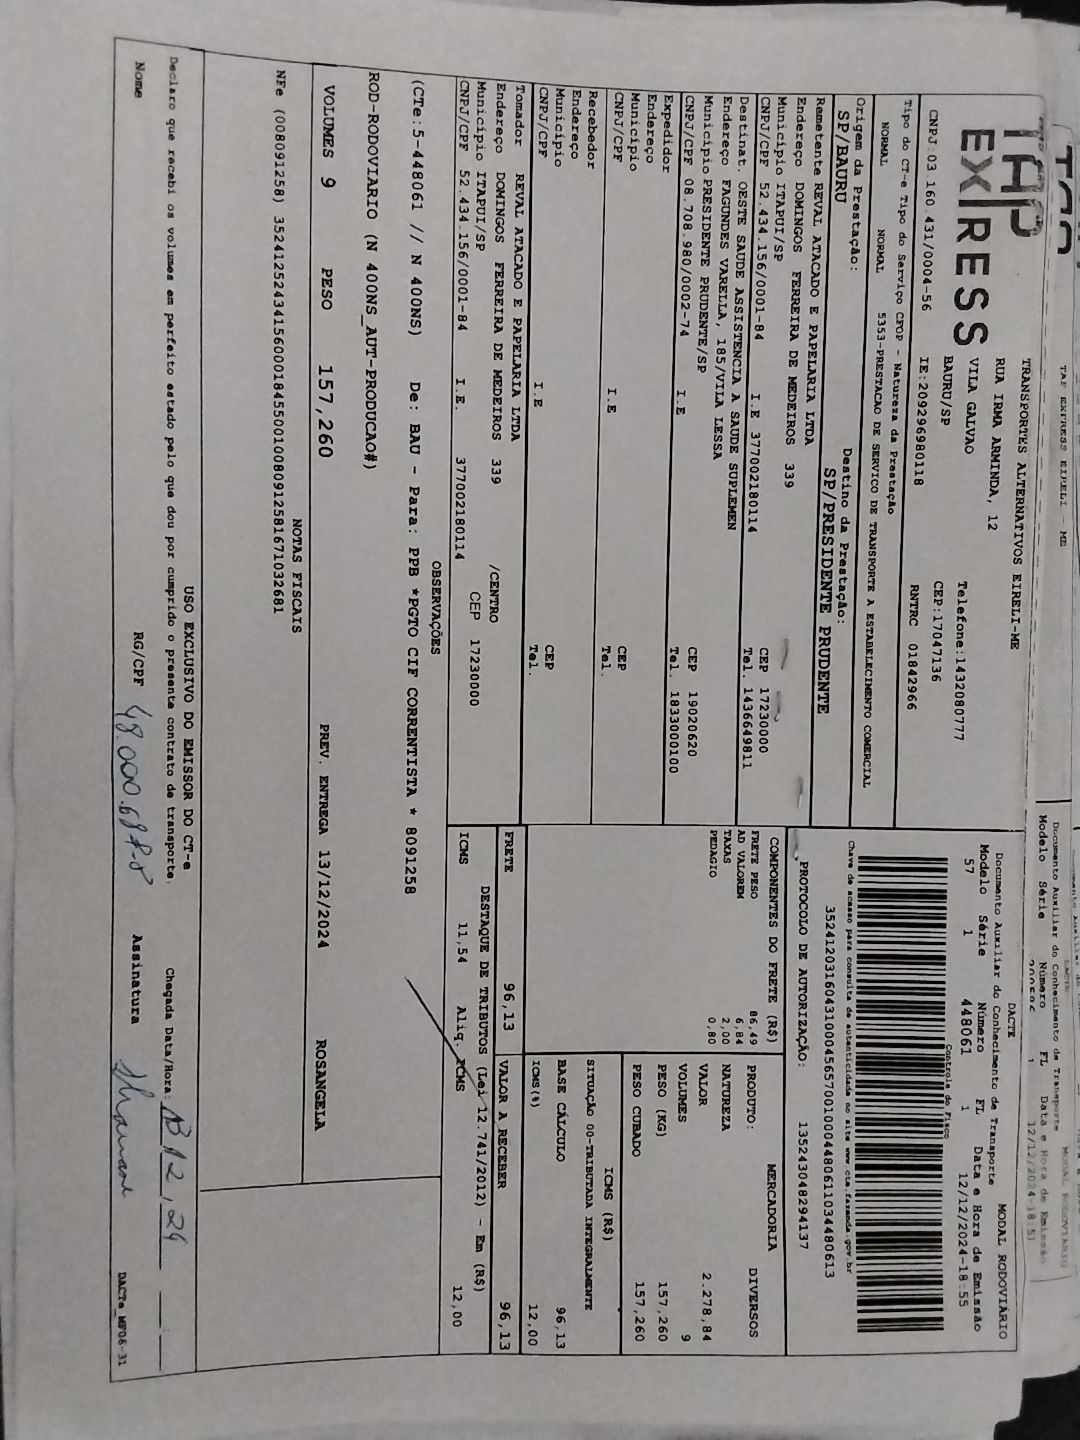 TAP EXPRESS EIRELI - ME
TAP
EXPRESS
TRANSPORTES ALTERNATIVOS EIRELI-ME
RUA IRMA ARMINDA, 12
VILA GALVAO
BAURU/SP
Telefone:1432080777
CEP:17047136
CNPJ:03.160.431/0004-56 IE:209296980118 RNTRC 01842966
Tipo do CT-e Tipo do Serviço CFOP - Natureza da Prestação
NORMAL NORMAL 5353-PRESTACAO DE SERVICO DE TRANSPORTE A ESTABELECIMENTO COMERCIAL
Origem da Prestação: Destino da Prestação:
SP/BAURU SP/PRESIDENTE PRUDENTE
Remetente REVAL ATACADO E PAPELARIA LTDA
Endereço DOMINGOS FERREIRA DE MEDEIROS 339
Município ITAPUI/SP CEP 17230000
CNPJ/CPF 52.434.156/0001-84 I.E 377002180114 Tel. 1436649811
Destinat. OESTE SAUDE ASSISTENCIA A SAUDE SUPLEMEN
Endereço FAGUNDES VARELLA, 185/VILA LESSA
Município PRESIDENTE PRUDENTE/SP CEP 19020620
CNPJ/CPF 08.708.980/0002-74 I.E Tel. 1833000100
Expedidor
Endereço
Município CEP
CNPJ/CPF I.E Tel.
Recebedor
Endereço
Município CEP
CNPJ/CPF I.E Tel.
Tomador REVAL ATACADO E PAPELARIA LTDA
Endereço DOMINGOS FERREIRA DE MEDEIROS 339 /CENTRO
Município ITAPUI/SP CEP 17230000
CNPJ/CPF 52.434.156/0001-84 I.E. 377002180114
DACTE MODAL RODOVIÁRIO
Documento Auxiliar do Conhecimento de Transporte
Modelo Série Número FL Data e Hora de Emissão
57 1 448061 1 12/12/2024-18:55
Controle do Fisco
Chave de acesso para consulta de autenticidade no site www.cte.fazenda.gov.br
35241203160431000456570010004480611034480613
PROTOCOLO DE AUTORIZAÇÃO: 135243048294137
COMPONENTES DO FRETE (R$)
FRETE PESO 86,49
AD VALOREM 6,84
TAXAS 2,00
PEDAGIO 0,80
MERCADORIA
PRODUTO: DIVERSOS
NATUREZA
VALOR 2.278,84
VOLUMES 9
PESO (KG) 157,260
PESO CUBADO 157,260
ICMS (R$)
SITUAÇÃO 00-TRIBUTADA INTEGRALMENTE
BASE CÁLCULO 96,13
ICMS(%) 12,00
FRETE 96,13 VALOR A RECEBER 96,13
DESTAQUE DE TRIBUTOS (Lei 12.741/2012) - Em (R$)
ICMS 11,54 Aliq. ICMS 12,00
OBSERVAÇÕES
(CTe:5-448061 // N 400NS) De: BAU - Para: PPB *PGTO CIF CORRENTISTA * 8091258
ROD-RODOVIARIO (N 400NS_AUT-PRODUCAO#)
VOLUMES 9 PESO 157,260 PREV. ENTREGA 13/12/2024 ROSANGELA
NOTAS FISCAIS
NFe (008091258) 35241252434156000184550010080912581671032681
USO EXCLUSIVO DO EMISSOR DO CT-e
Declaro que recebi os volumes em perfeito estado pelo que dou por cumprido o presente contrato de transporte. Chegada Data/Hora:
Nome RG/CPF Assinatura
DACTe_MF06-31